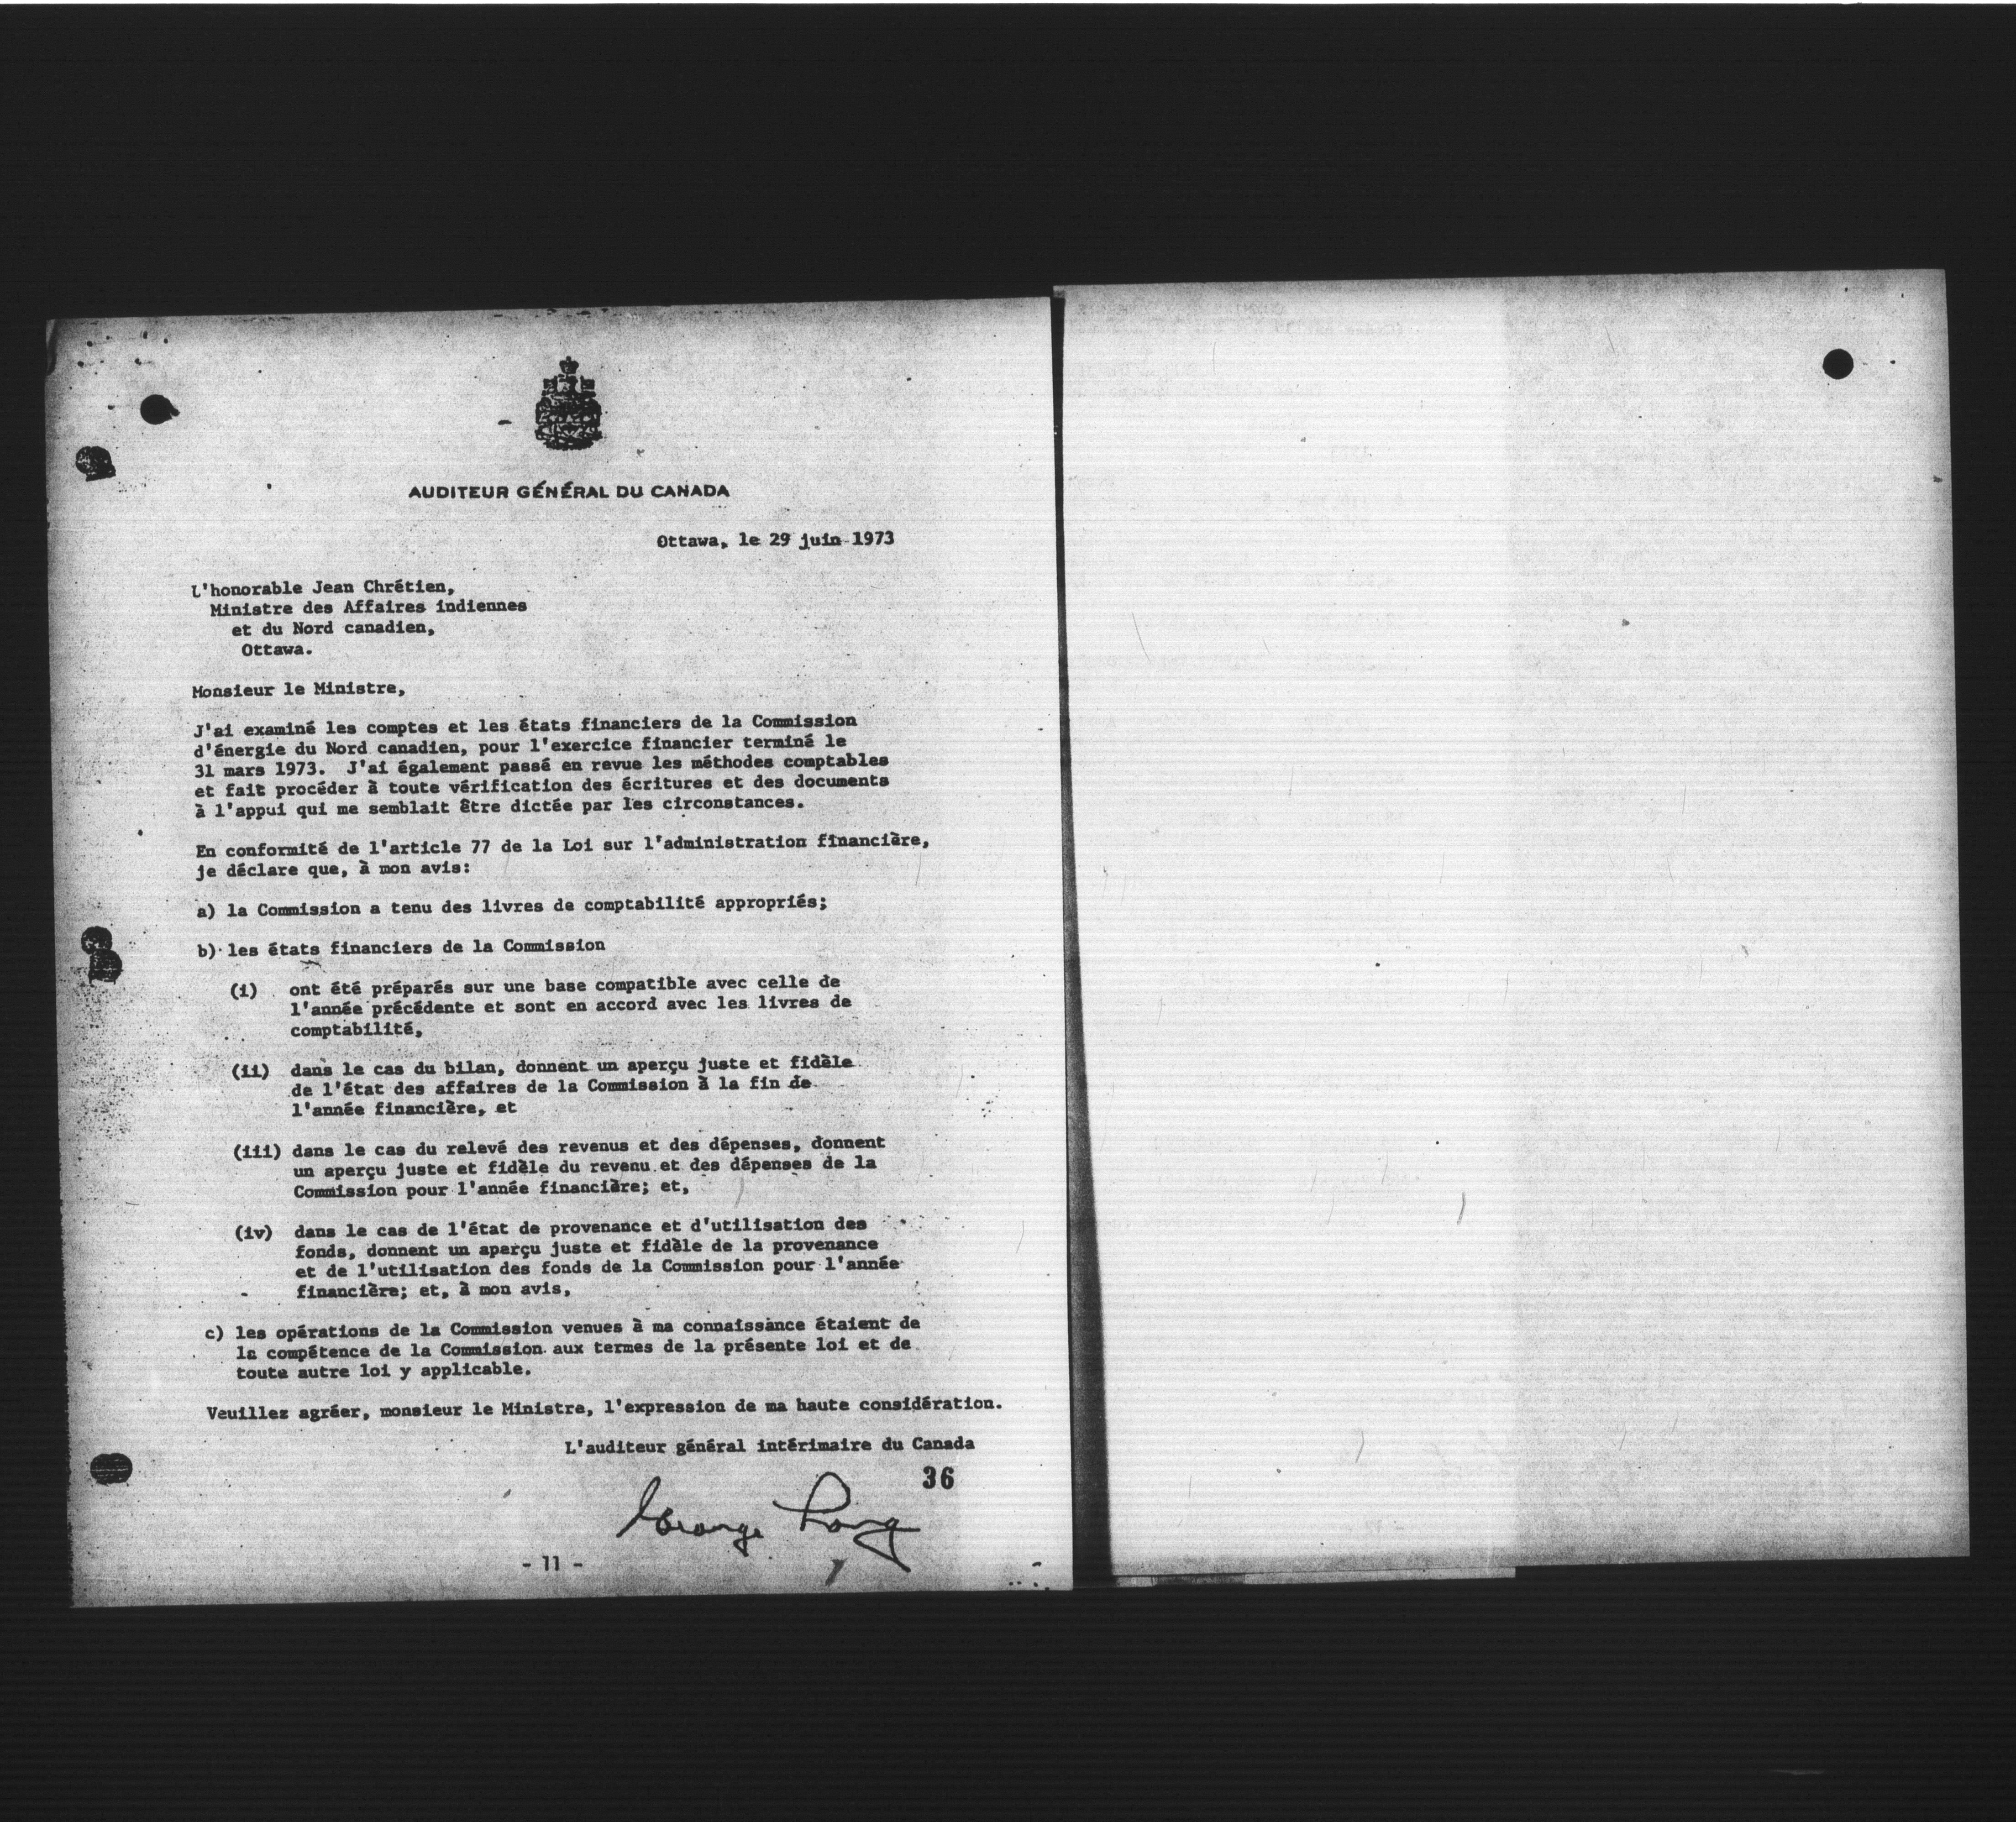 AUDITEUR GÉNÉRAL DU CANADA
Ottawa, le 29 juin 1973
L'honorable Jean Chrétien,
Ministre des Affaires indiennes
et du Nord canadien,
Ottawa.
Monsieur le Ministre,
J'ai examiné les comptes et les états financiers de la Commission
d'énergie du Nord canadien, pour l'exercice financier terminé le
31 mars 1973. J'ai également passé en revue les méthodes comptables
et fait procéder à toute vérification des écritures et des documents
à l'appui qui me semblait être dictée par les circonstances.
En conformité de l'article 77 de la Loi sur l'administration financière,
je déclare que, à mon avis:
a) la Commission a tenu des livres de comptabilité appropriés;
b) les états financiers de la Commission
(i) ont été préparés sur une base compatible avec celle de
l'année précédente et sont en accord avec les livres de
comptabilité,
(ii) dans le cas du bilan, donnent un aperçu juste et fidèle
de l'état des affaires de la Commission à la fin de
l'année financière, et
(iii) dans le cas du relevé des revenus et des dépenses, donnent
un aperçu juste et fidèle du revenu et des dépenses de la
Commission pour l'année financière; et,
(iv) dans le cas de l'état de provenance et d'utilisation des
fonds, donnent un aperçu juste et fidèle de la provenance
et de l'utilisation des fonds de la Commission pour l'année
financière; et, à mon avis,
c) les opérations de la Commission venues à ma connaissance étaient de
la compétence de la Commission aux termes de la présente loi et de
toute autre loi y applicable.
Veuillez agréer, monsieur le Ministre, l'expression de ma haute considération.
L'auditeur général intérimaire du Canada
36
George Long
- 11 -